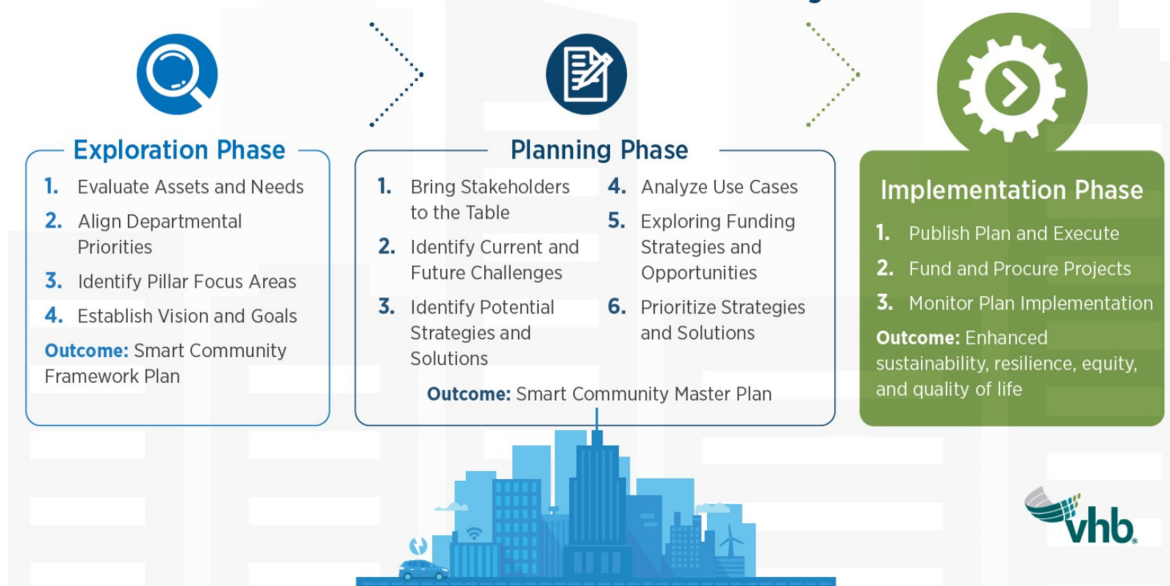 Exploration Phase
1. Evaluate Assets and Needs
2. Align Departmental
Priorities
3. Identify Pillar Focus Areas
4. Establish Vision and Goals
Outcome: Smart Community
Framework Plan
Planning Phase
1. Bring Stakeholders
to the Table
2. Identify Current and
Future Challenges
3. Identify Potential
Strategies and
Solutions
4. Analyze Use Cases
5. Exploring Funding
Strategies and
Opportunities
6. Prioritize Strategies
and Solutions
Outcome: Smart Community Master Plan
Implementation Phase
1. Publish Plan and Execute
2. Fund and Procure Projects
3. Monitor Plan Implementation
Outcome: Enhanced
sustainability, resilience, equity,
and quality of life
vhb®